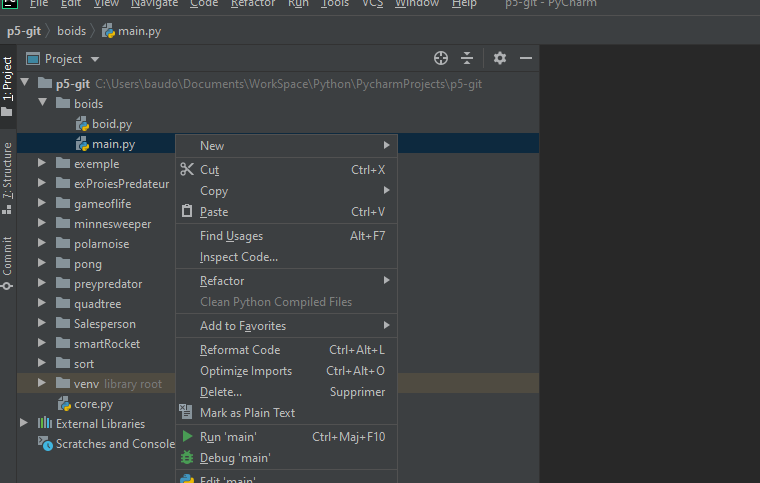 File Edit View Navigate Code Refactor Run Tools VCS Window Help p5-git - PyCharm
p5-git boids main.py
Project
1: Project
p5-git C:\Users\baudo\Documents\WorkSpace\Python\PycharmProjects\p5-git
boids
boid.py
main.py
exemple
exProiesPredateur
gameoflife
minnesweeper
polarnoise
pong
preypredator
quadtree
Salesperson
smartRocket
sort
venv library root
core.py
External Libraries
Scratches and Console
7: Structure
Commit
New
Cut Ctrl+X
Copy
Paste Ctrl+V
Find Usages Alt+F7
Inspect Code...
Refactor
Clean Python Compiled Files
Add to Favorites
Reformat Code Ctrl+Alt+L
Optimize Imports Ctrl+Alt+O
Delete... Supprimer
Mark as Plain Text
Run 'main' Ctrl+Maj+F10
Debug 'main'
Edit 'main'